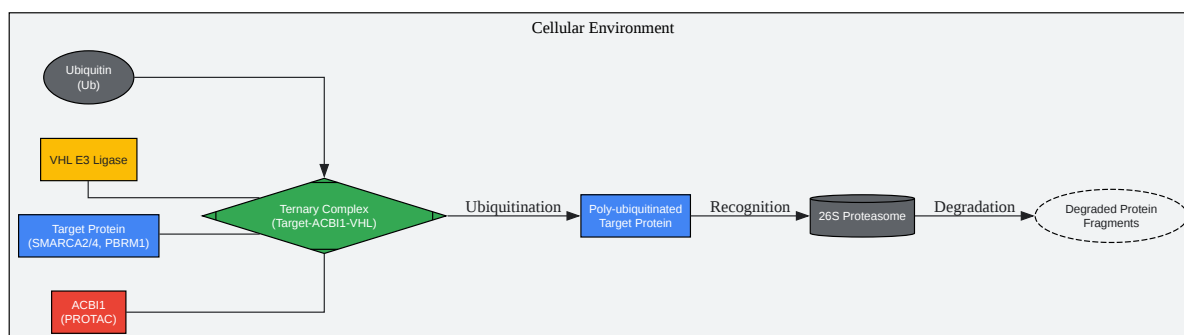 Cellular Environment
Ubiquitin
(Ub)
VHL E3 Ligase
Target Protein
(SMARCA2/4, PBRM1)
ACBI1
(PROTAC)
Ternary Complex
(Target-ACBI1-VHL)
Ubiquitination
Poly-ubiquitinated
Target Protein
Recognition
26S Proteasome
Degradation
Degraded Protein
Fragments